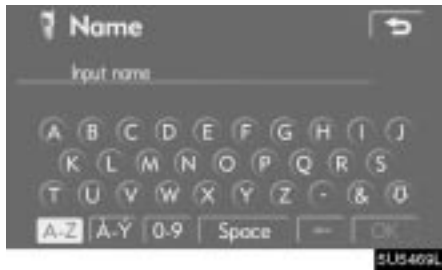 Name
Input name
A B C D E F G H I J
K L M N O P Q R S
T U V W X Y Z - &
A-Z À-Ý 0-9 Space ← OK
5U5469L